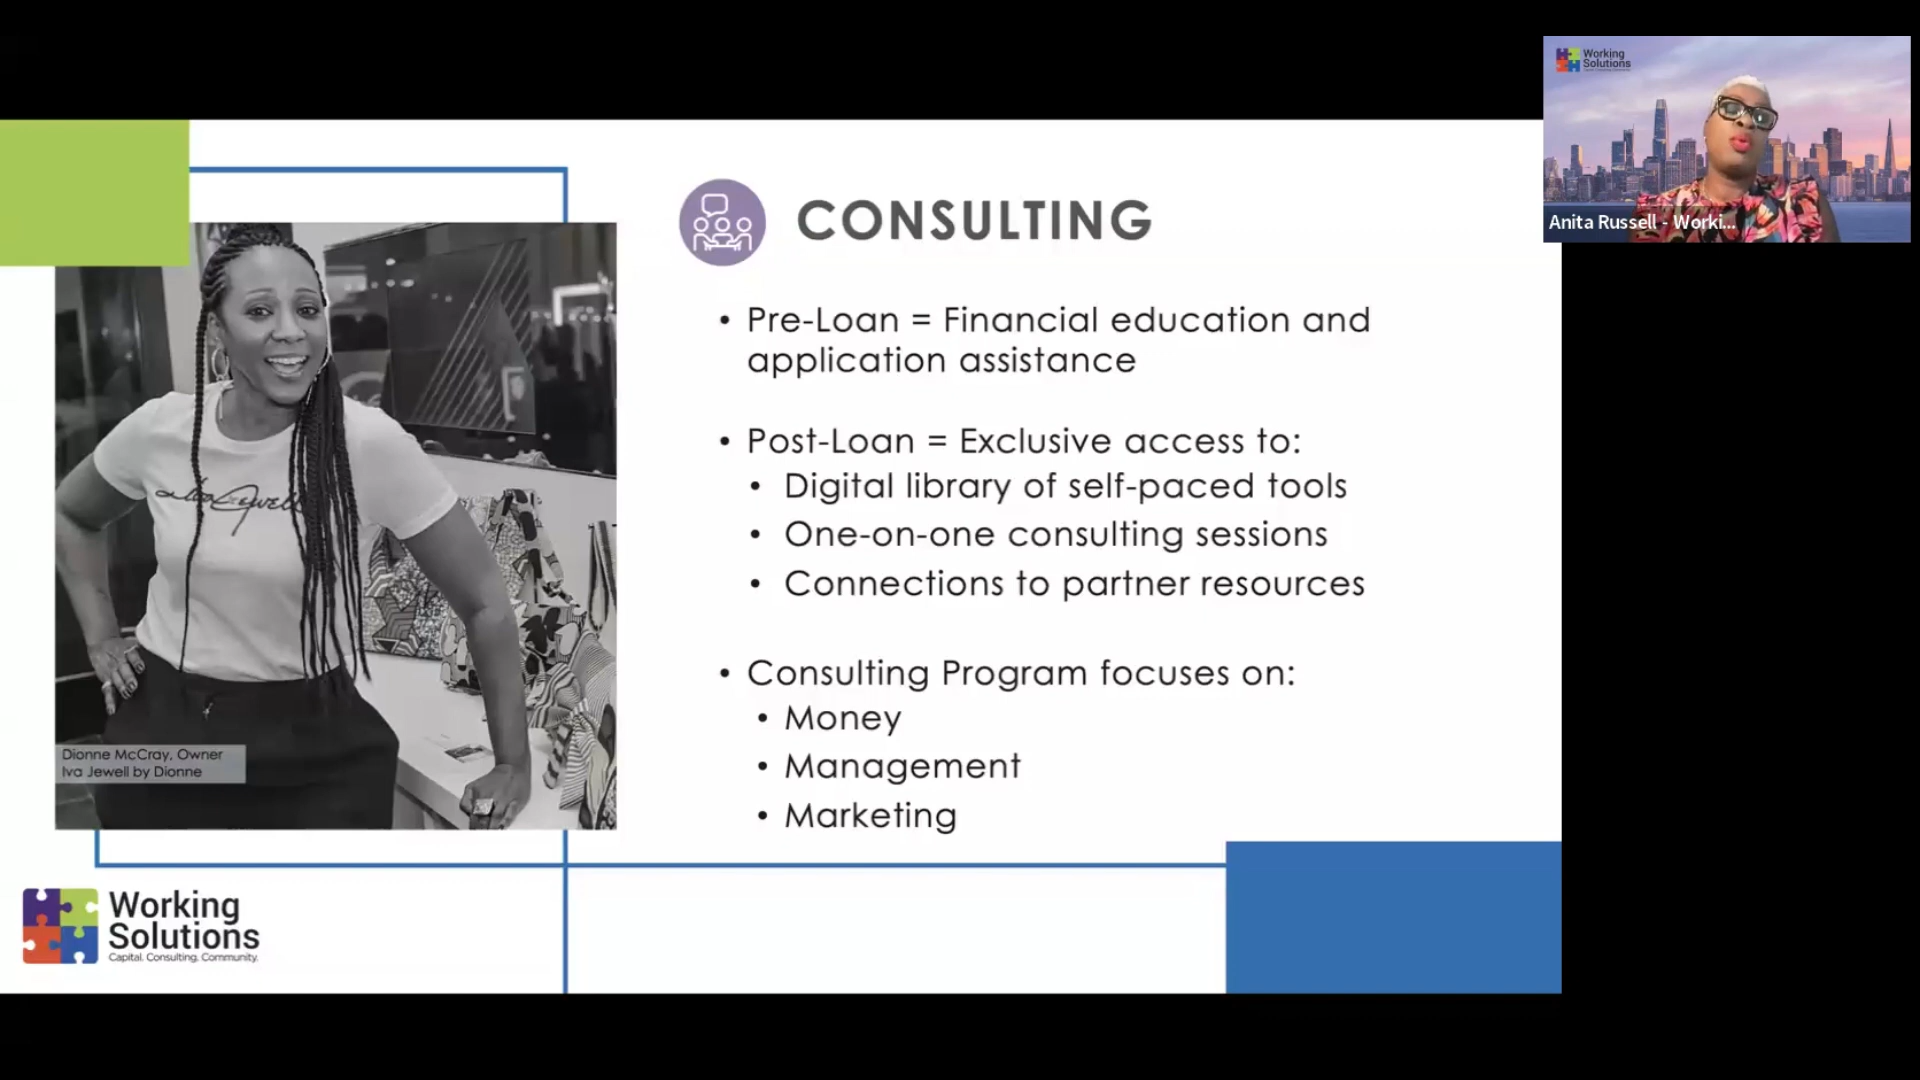 Working
Solutions
Anita Russell - Worki...
CONSULTING
• Pre-Loan = Financial education and
application assistance
• Post-Loan = Exclusive access to:
• Digital library of self-paced tools
• One-on-one consulting sessions
• Connections to partner resources
• Consulting Program focuses on:
• Money
• Management
• Marketing
Dionne McCray, Owner
Iva Jewell by Dionne
Working
Solutions
Capital. Consulting. Community.